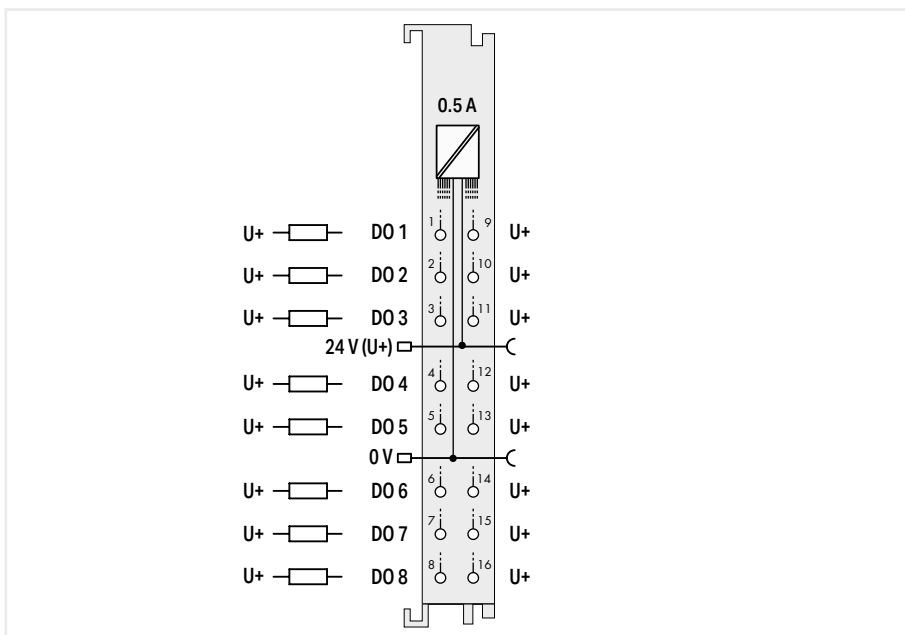 0.5 A
U+ DO 1 1 9 U+
U+ DO 2 2 10 U+
U+ DO 3 3 11 U+
24 V (U+)
U+ DO 4 4 12 U+
U+ DO 5 5 13 U+
0 V
U+ DO 6 6 14 U+
U+ DO 7 7 15 U+
U+ DO 8 8 16 U+